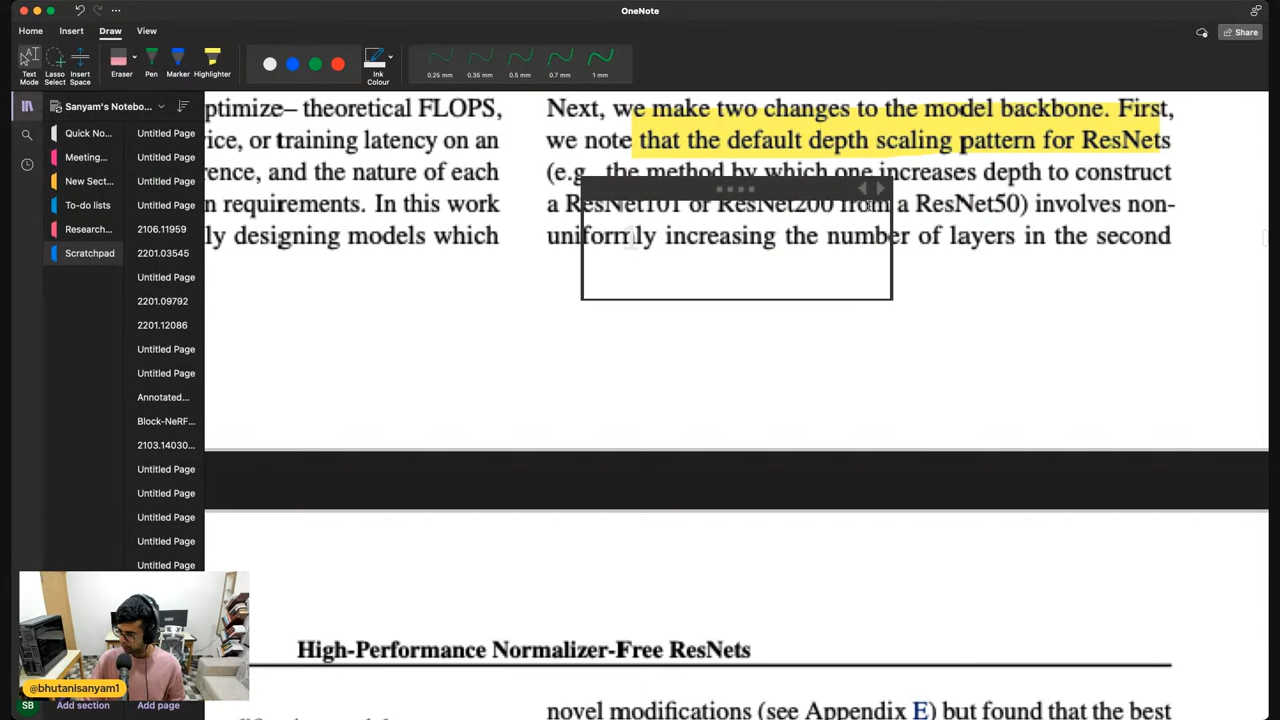 OneNote
Home Insert Draw View
Share
Text Mode
Lasso Select
Insert Space
Eraser
Pen
Marker
Highlighter
Ink Colour
0.25 mm
0.35 mm
0.5 mm
0.7 mm
1 mm
Sanyam's Notebo...
Quick No...
Meeting...
New Sect...
To-do lists
Research...
Scratchpad
Untitled Page
Untitled Page
Untitled Page
Untitled Page
2106.11959
2201.03545
Untitled Page
2201.09792
2201.12086
Untitled Page
Untitled Page
Annotated...
Block-NeRF...
2103.14030...
Untitled Page
Untitled Page
Untitled Page
Untitled Page
Untitled Page
ptimize– theoretical FLOPS,
ice, or training latency on an
rence, and the nature of each
n requirements. In this work
ly designing models which
Next, we make two changes to the model backbone. First,
we note that the default depth scaling pattern for ResNets
(e.g. the method by which one increases depth to construct
a ResNet101 or ResNet200 from a ResNet50) involves non-
uniformly increasing the number of layers in the second
High-Performance Normalizer-Free ResNets
novel modifications (see Appendix E) but found that the best
@bhutanisanyam1
SB
Add section
Add page